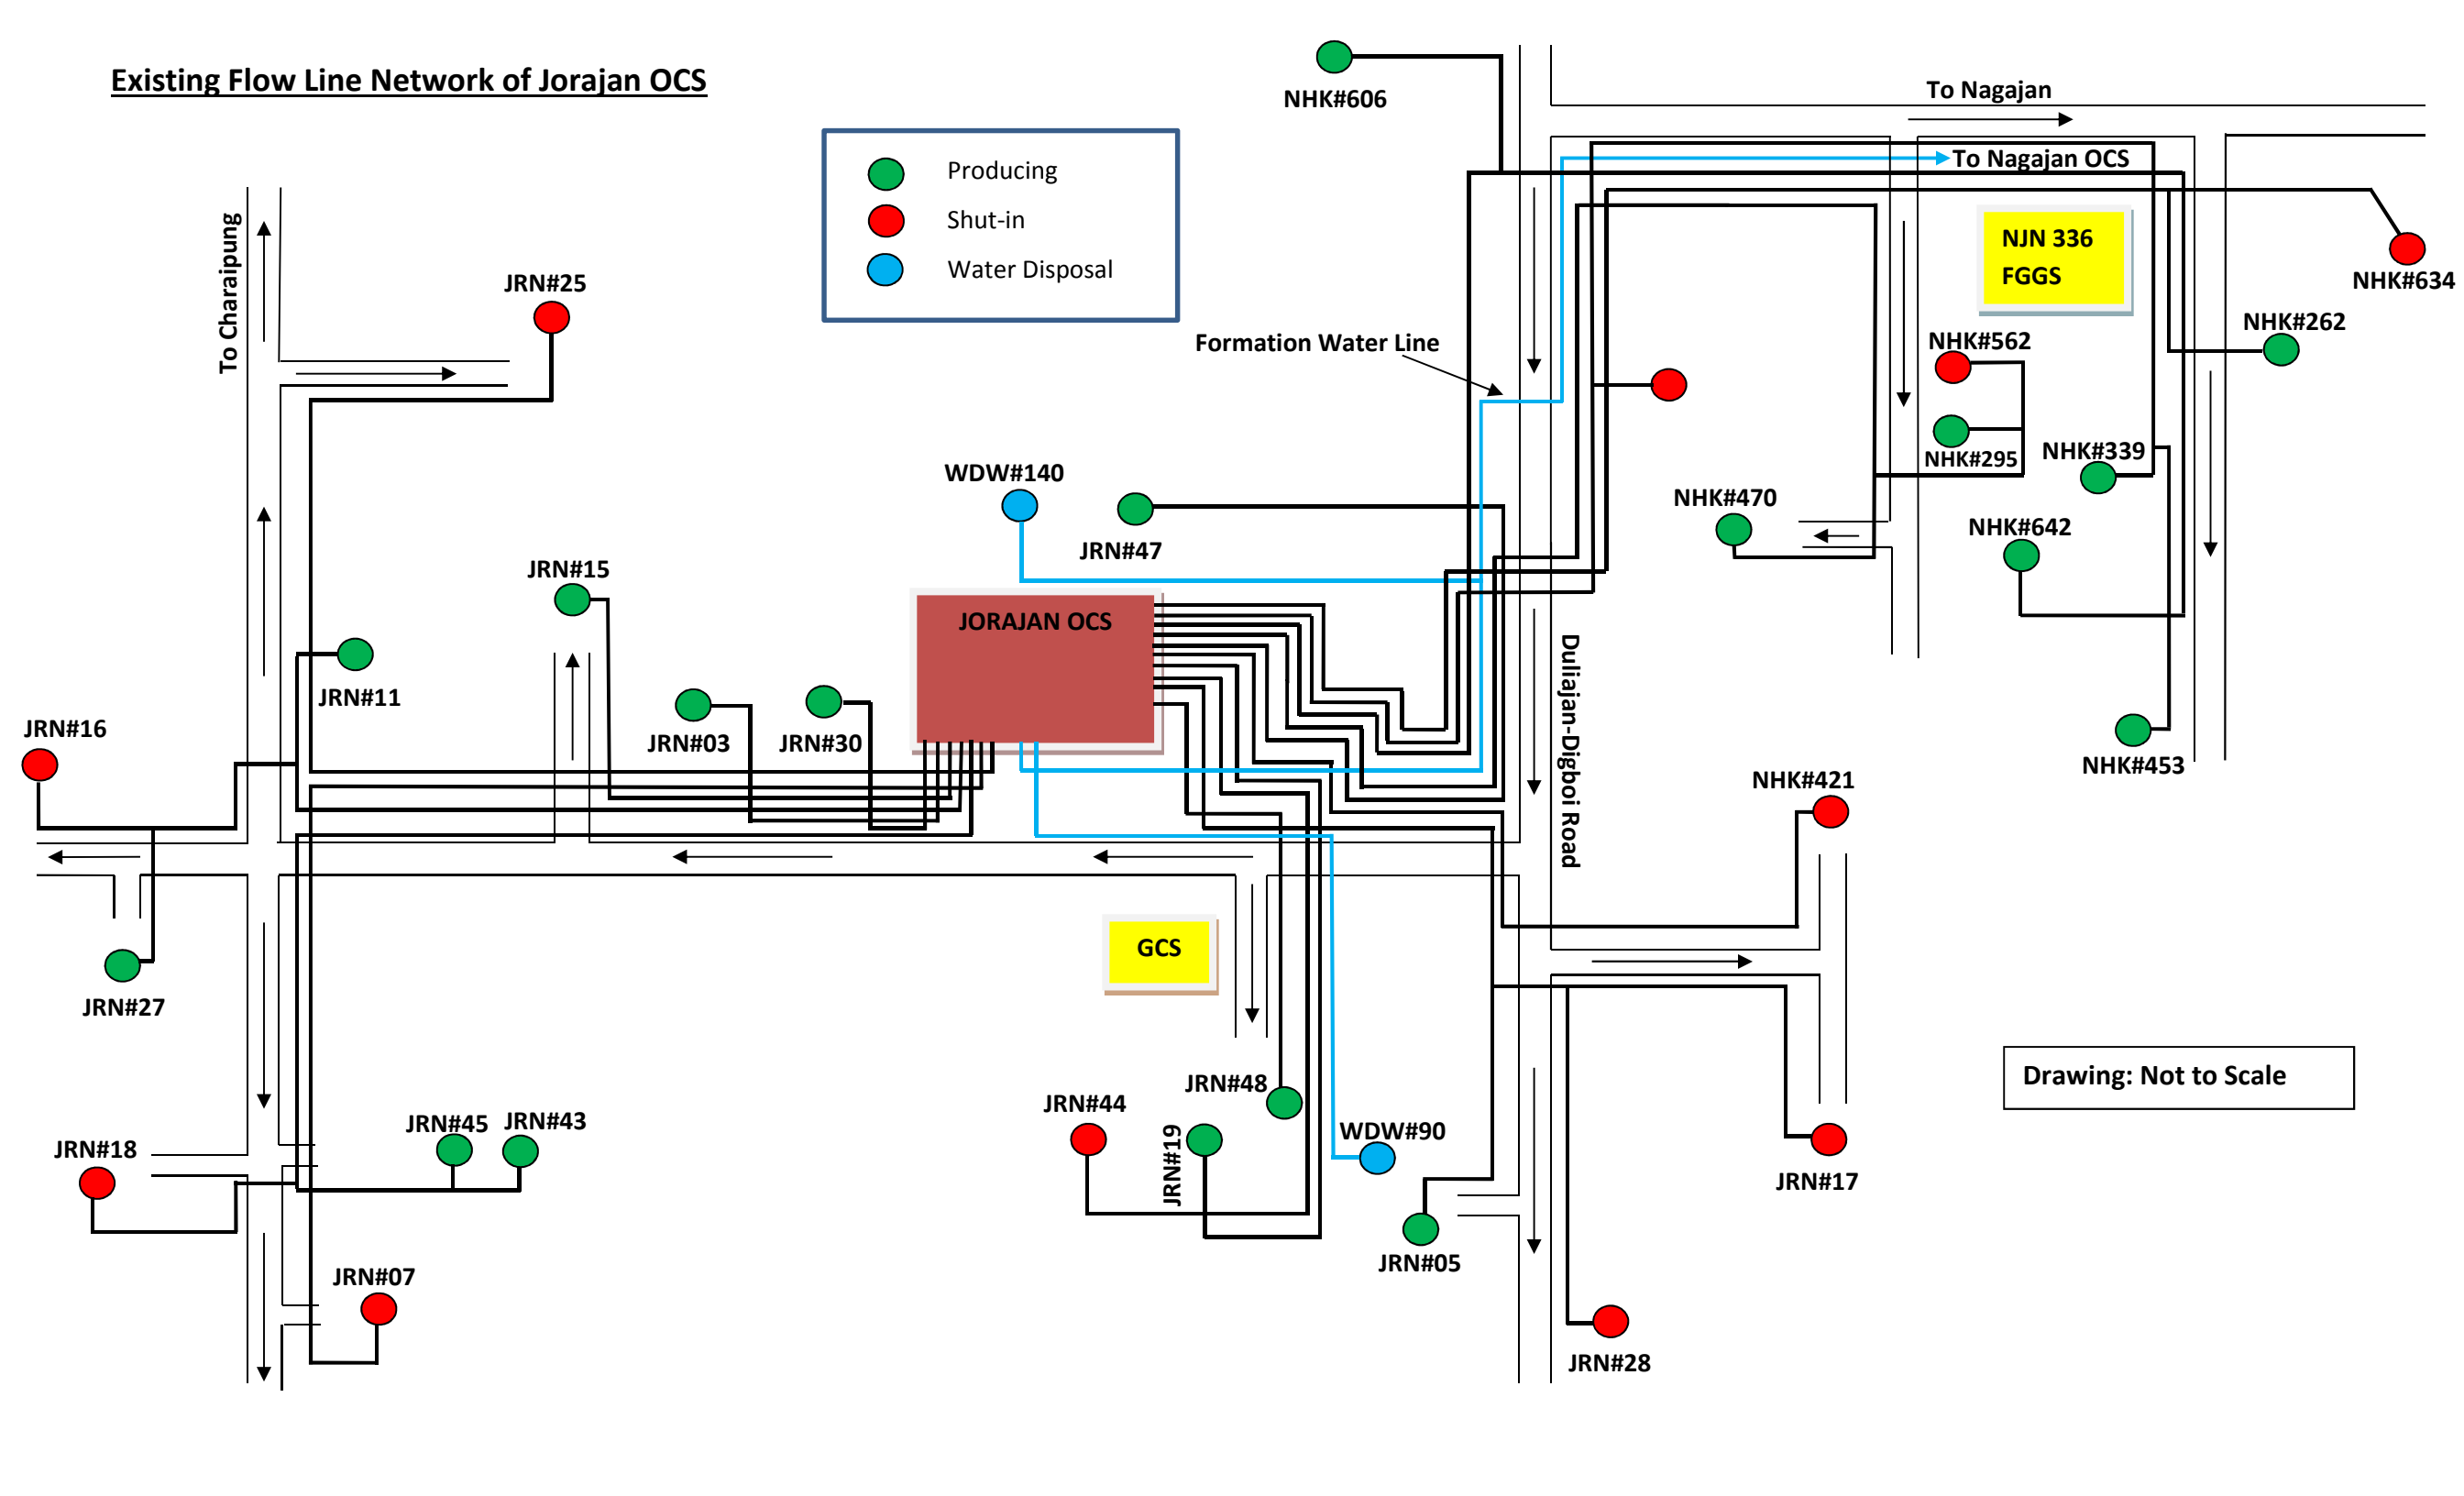 Existing Flow Line Network of Jorajan OCS
NHK#606
To Nagajan
To Nagajan OCS
Producing
Shut-in
Water Disposal
To Charaipung
JRN#25
NJN 336
FGGS
NHK#634
NHK#262
Formation Water Line
NHK#562
NHK#295
NHK#339
WDW#140
JRN#47
NHK#470
NHK#642
JRN#15
JORAJAN OCS
JRN#11
JRN#16
JRN#03
JRN#30
Duliajan-Digboi Road
NHK#453
NHK#421
GCS
JRN#27
Drawing: Not to Scale
JRN#48
JRN#44
JRN#19
WDW#90
JRN#45
JRN#43
JRN#18
JRN#17
JRN#05
JRN#07
JRN#28